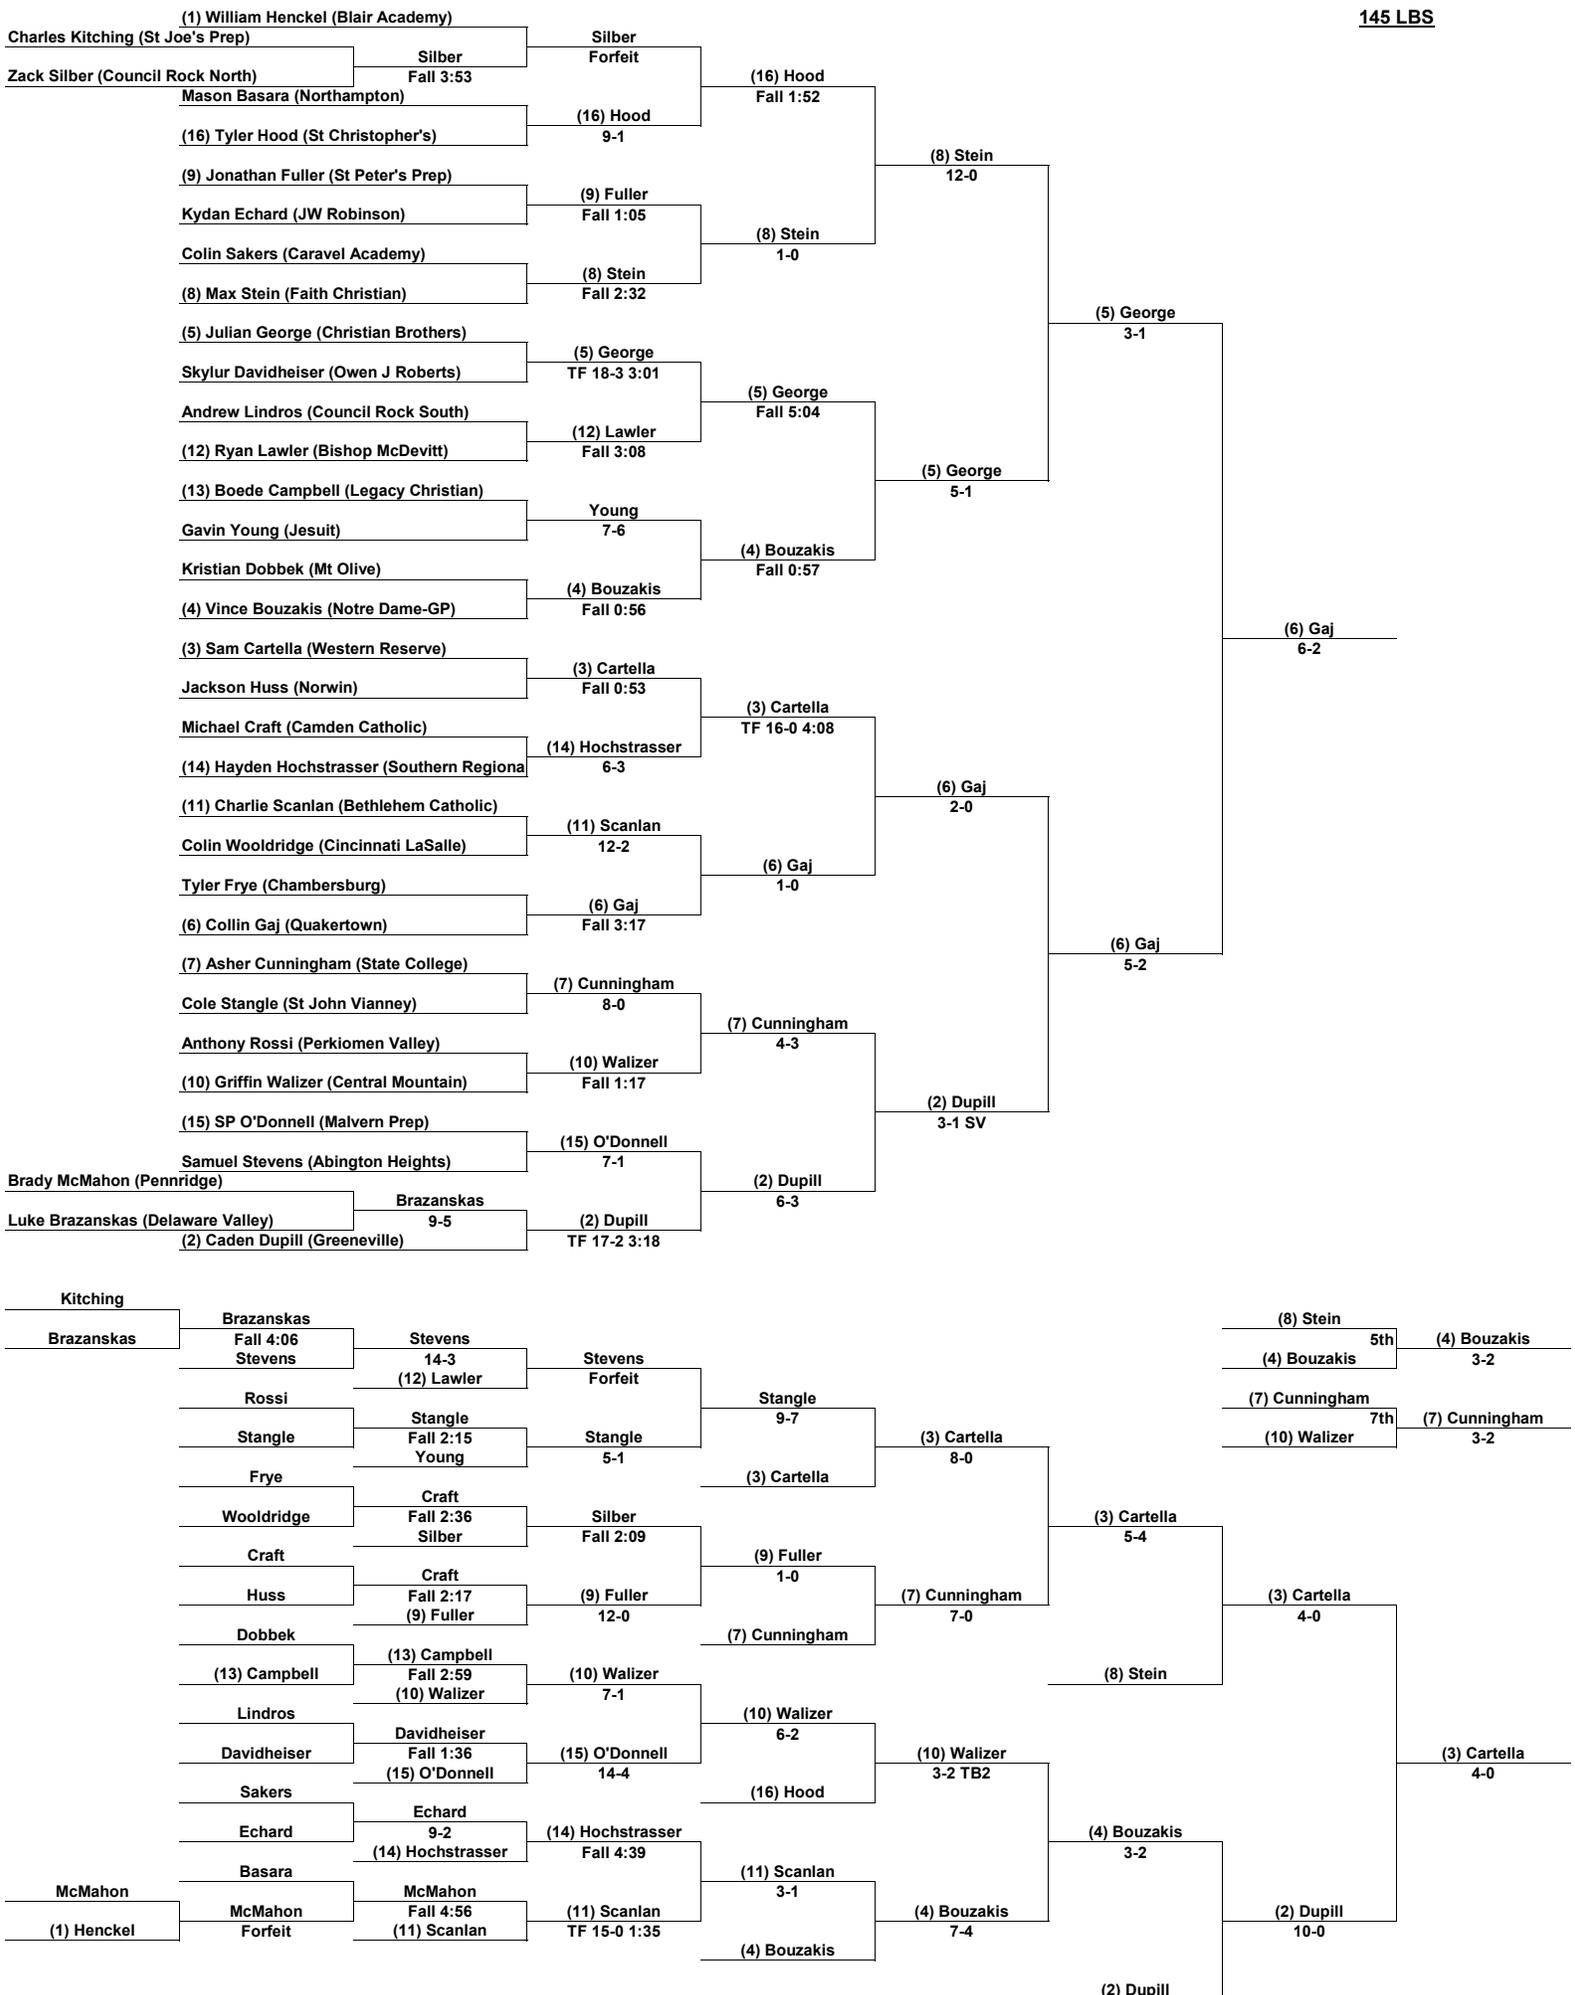 145 LBS
(1) William Henckel (Blair Academy)
Charles Kitching (St Joe's Prep)
Silber
Forfeit
Silber
Fall 3:53
Zack Silber (Council Rock North)
(16) Hood
Fall 1:52
Mason Basara (Northampton)
(16) Hood
9-1
(16) Tyler Hood (St Christopher's)
(8) Stein
12-0
(9) Jonathan Fuller (St Peter's Prep)
(9) Fuller
Fall 1:05
Kydan Echard (JW Robinson)
(8) Stein
1-0
Colin Sakers (Caravel Academy)
(8) Stein
Fall 2:32
(8) Max Stein (Faith Christian)
(5) George
3-1
(5) Julian George (Christian Brothers)
(5) George
TF 18-3 3:01
Skylur Davidheiser (Owen J Roberts)
(5) George
Fall 5:04
Andrew Lindros (Council Rock South)
(12) Lawler
Fall 3:08
(12) Ryan Lawler (Bishop McDevitt)
(5) George
5-1
(13) Boede Campbell (Legacy Christian)
Young
7-6
Gavin Young (Jesuit)
(4) Bouzakis
Fall 0:57
Kristian Dobbek (Mt Olive)
(4) Bouzakis
Fall 0:56
(4) Vince Bouzakis (Notre Dame-GP)
(6) Gaj
6-2
(3) Sam Cartella (Western Reserve)
(3) Cartella
Fall 0:53
Jackson Huss (Norwin)
(3) Cartella
TF 16-0 4:08
Michael Craft (Camden Catholic)
(14) Hochstrasser
6-3
(14) Hayden Hochstrasser (Southern Regiona
(6) Gaj
2-0
(11) Charlie Scanlan (Bethlehem Catholic)
(11) Scanlan
12-2
Colin Wooldridge (Cincinnati LaSalle)
(6) Gaj
1-0
Tyler Frye (Chambersburg)
(6) Gaj
Fall 3:17
(6) Collin Gaj (Quakertown)
(6) Gaj
5-2
(7) Asher Cunningham (State College)
(7) Cunningham
8-0
Cole Stangle (St John Vianney)
(7) Cunningham
4-3
Anthony Rossi (Perkiomen Valley)
(10) Walizer
Fall 1:17
(10) Griffin Walizer (Central Mountain)
(2) Dupill
3-1 SV
(15) SP O'Donnell (Malvern Prep)
(15) O'Donnell
7-1
Samuel Stevens (Abington Heights)
Brady McMahon (Pennridge)
(2) Dupill
6-3
Brazanskas
9-5
Luke Brazanskas (Delaware Valley)
(2) Dupill
TF 17-2 3:18
(2) Caden Dupill (Greeneville)
Kitching
Brazanskas
Fall 4:06
Brazanskas
Stevens
14-3
Stevens
(12) Lawler
Stevens
Forfeit
(8) Stein
5th
(4) Bouzakis
(4) Bouzakis
3-2
Rossi
Stangle
9-7
(7) Cunningham
7th
(10) Walizer
(7) Cunningham
3-2
Stangle
Fall 2:15
Stangle
Young
Stangle
5-1
(3) Cartella
8-0
Frye
(3) Cartella
Craft
Fall 2:36
Wooldridge
Silber
Silber
Fall 2:09
(3) Cartella
5-4
Craft
(9) Fuller
1-0
Craft
Fall 2:17
Huss
(9) Fuller
(9) Fuller
12-0
(7) Cunningham
7-0
(3) Cartella
4-0
Dobbek
(7) Cunningham
(13) Campbell
Fall 2:59
(13) Campbell
(10) Walizer
(10) Walizer
7-1
(8) Stein
Lindros
(10) Walizer
6-2
Davidheiser
Fall 1:36
Davidheiser
(15) O'Donnell
(15) O'Donnell
14-4
(10) Walizer
3-2 TB2
(3) Cartella
4-0
Sakers
(16) Hood
Echard
9-2
Echard
(14) Hochstrasser
(14) Hochstrasser
Fall 4:39
(4) Bouzakis
3-2
Basara
(11) Scanlan
3-1
McMahon
McMahon
Fall 4:56
McMahon
Forfeit
(11) Scanlan
TF 15-0 1:35
(4) Bouzakis
7-4
(2) Dupill
10-0
(1) Henckel
(11) Scanlan
(4) Bouzakis
(2) Dupill